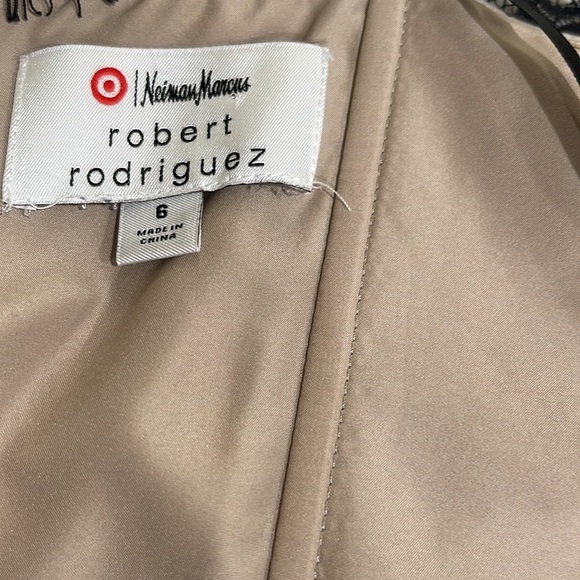 Neiman Marcus
robert
rodriguez
6
MADE IN
CHINA